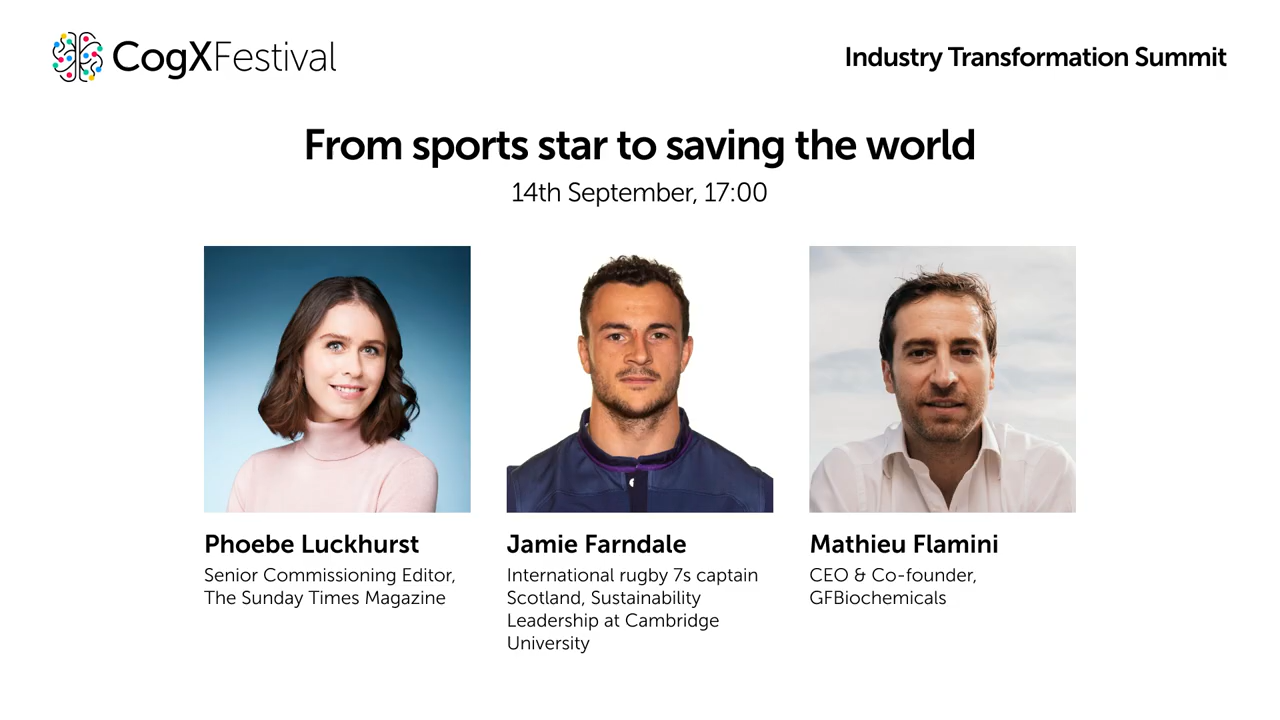 CogXFestival
Industry Transformation Summit
From sports star to saving the world
14th September, 17:00
Phoebe Luckhurst
Senior Commissioning Editor,
The Sunday Times Magazine
Jamie Farndale
International rugby 7s captain
Scotland, Sustainability
Leadership at Cambridge
University
Mathieu Flamini
CEO & Co-founder,
GFBiochemicals